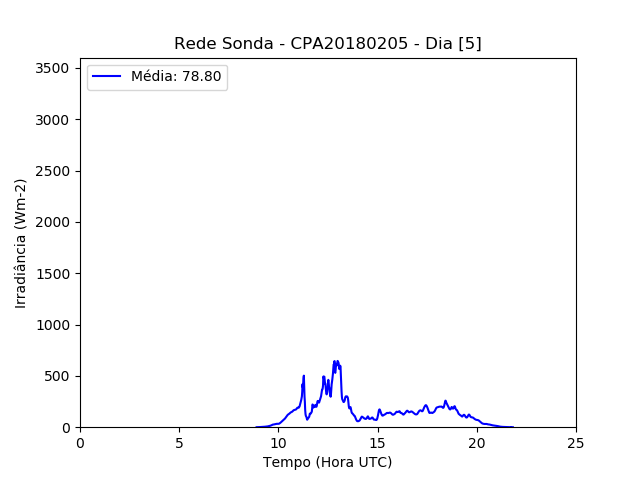 Rede Sonda - CPA20180205 - Dia [5]
Média: 78.80
3500
3000
2500
2000
1500
1000
500
0
Irradiância (Wm-2)
0 5 10 15 20 25
Tempo (Hora UTC)